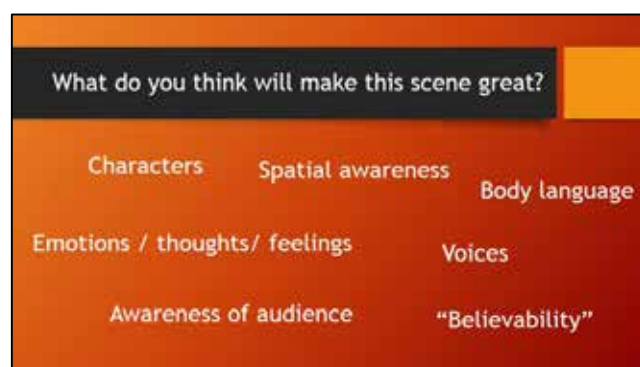 What do you think will make this scene great?
Characters
Spatial awareness
Body language
Emotions / thoughts/ feelings
Voices
Awareness of audience
“Believability”